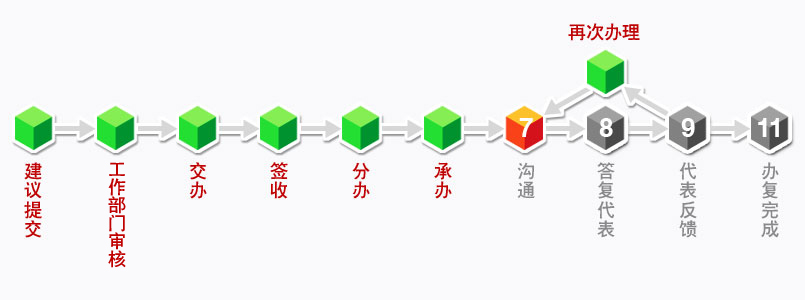 再次办理
7
8
9
11
建议提交
工作部门审核
交办
签收
分办
承办
沟通
答复代表
代表反馈
办复完成